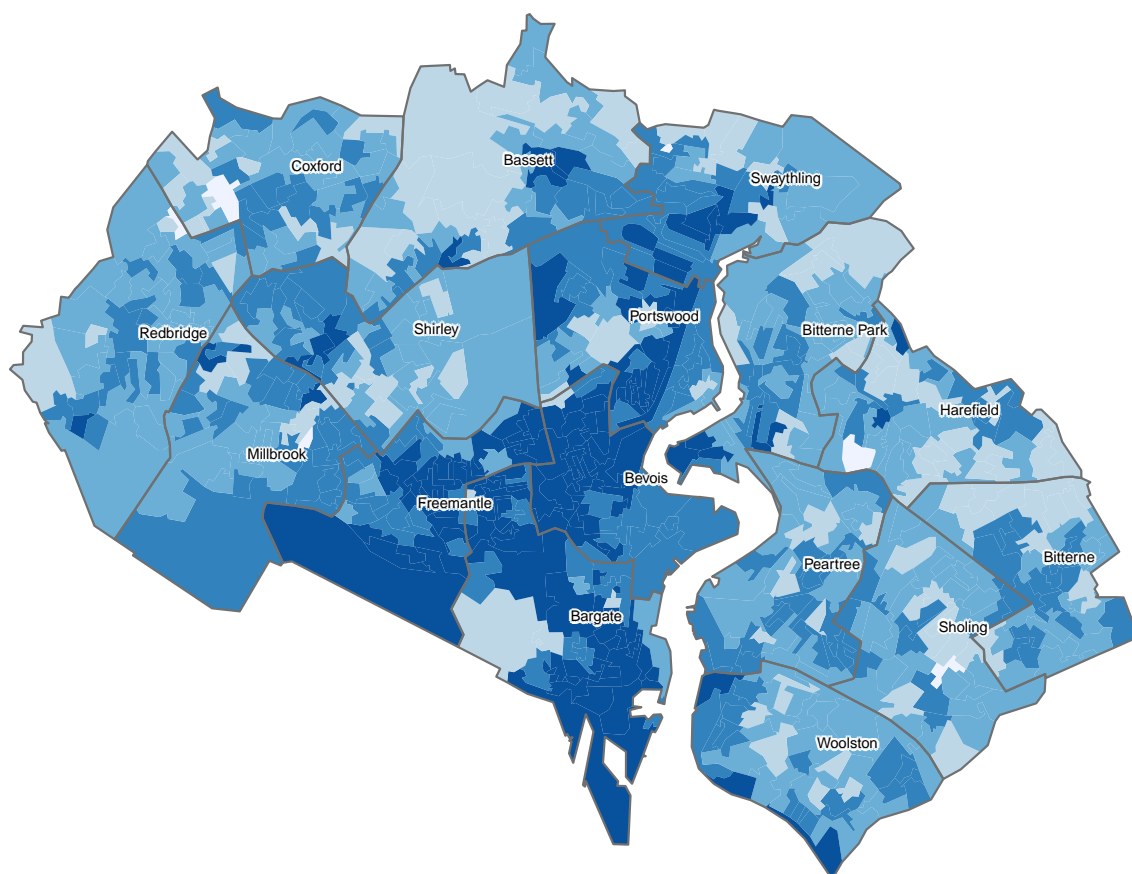 Bassett
Coxford
Swaythling
Portswood
Shirley
Bitterne Park
Redbridge
Harefield
Millbrook
Bevois
Freemantle
Bitterne
Peartree
Bargate
Sholing
Woolston